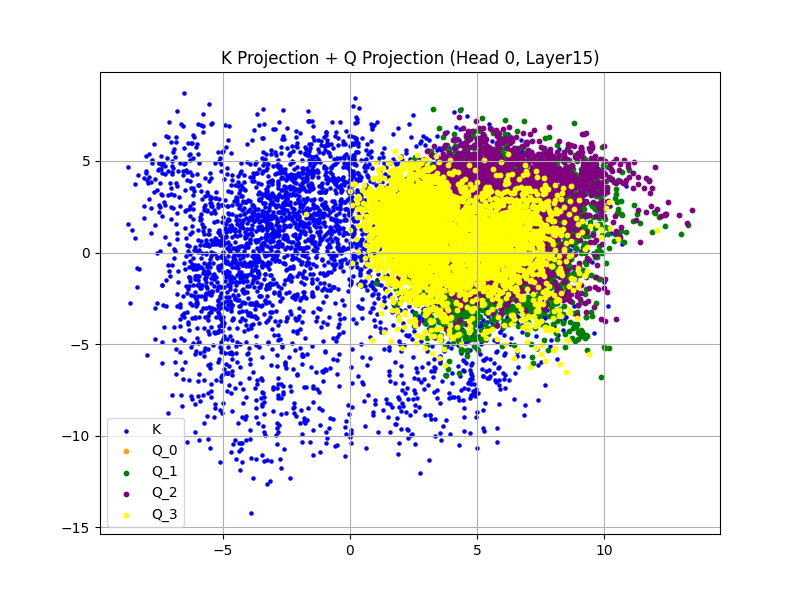 K Projection + Q Projection (Head 0, Layer15)
5
0
−5
−10
−15
K
Q_0
Q_1
Q_2
Q_3
−5
0
5
10